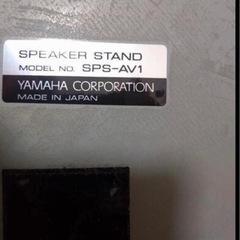 SPEAKER STAND
MODEL NO. SPS-AV1
YAMAHA CORPORATION
MADE IN JAPAN